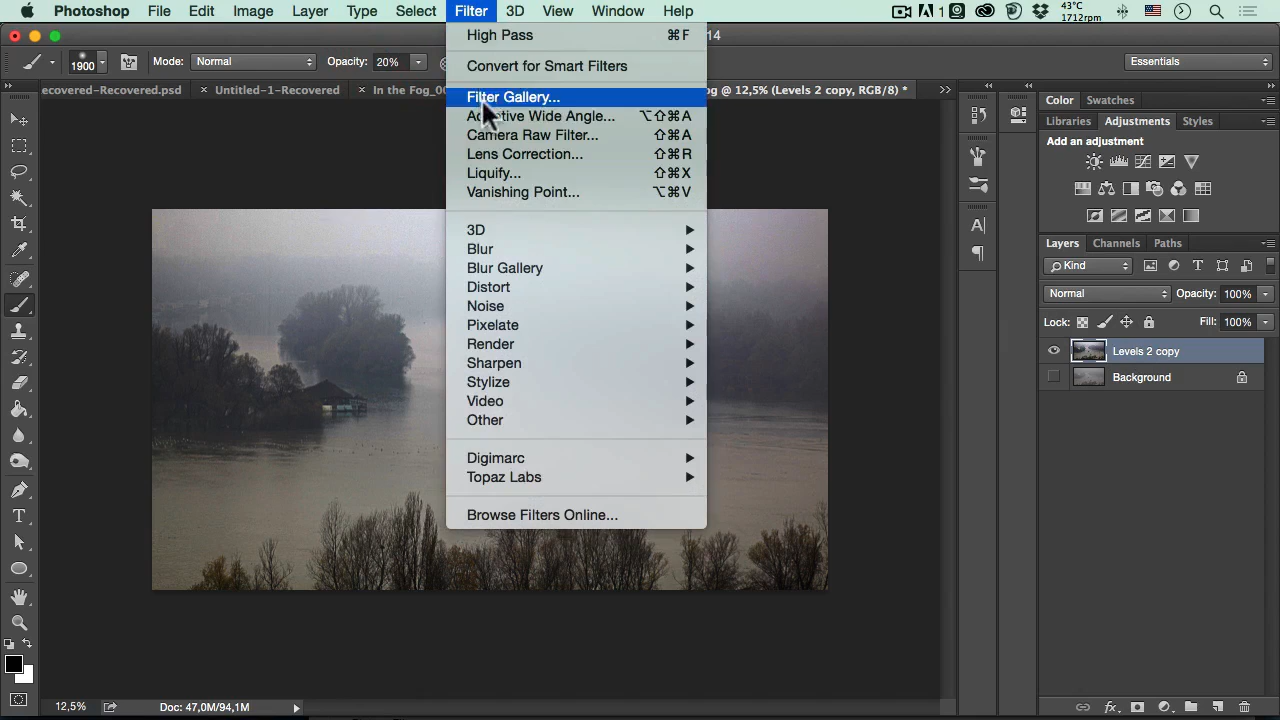 Photoshop File Edit Image Layer Type Select Filter 3D View Window Help 1 43°C 1712rpm
14
1900 Mode: Normal Opacity: 20% Essentials
ecovered-Recovered.psd × Untitled-1-Recovered × In the Fog_00 og @ 12,5% (Levels 2 copy, RGB/8) *
High Pass ⌘F
Convert for Smart Filters
Filter Gallery...
Adaptive Wide Angle... ⌥⇧⌘A
Camera Raw Filter... ⇧⌘A
Lens Correction... ⇧⌘R
Liquify... ⇧⌘X
Vanishing Point... ⌥⌘V
3D
Blur
Blur Gallery
Distort
Noise
Pixelate
Render
Sharpen
Stylize
Video
Other
Digimarc
Topaz Labs
Browse Filters Online...
Color Swatches
Libraries Adjustments Styles
Add an adjustment
Layers Channels Paths
Kind
Normal Opacity: 100%
Lock: Fill: 100%
Levels 2 copy
Background
12,5% Doc: 47,0M/94,1M